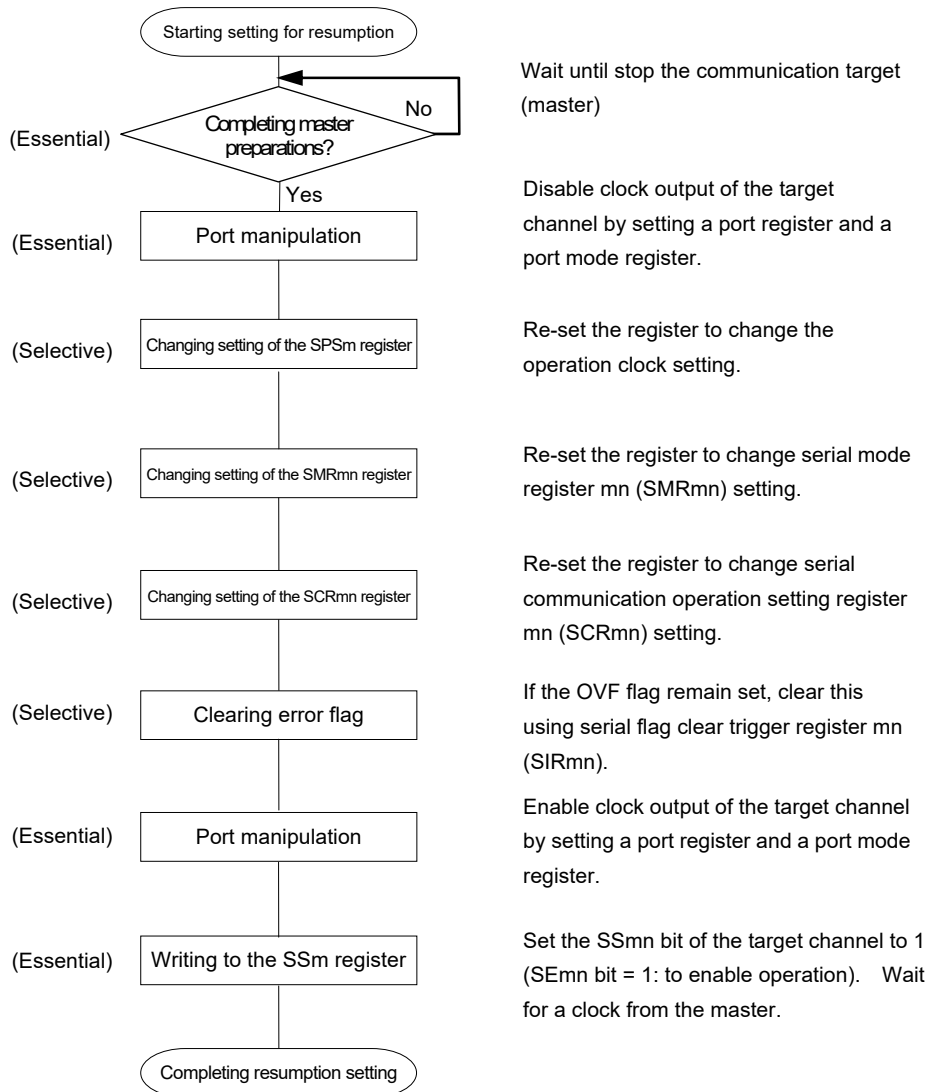 Starting setting for resumption
Wait until stop the communication target
(master)
No
(Essential)
Completing master
preparations?
Yes
Disable clock output of the target
channel by setting a port register and a
port mode register.
(Essential)
Port manipulation
Re-set the register to change the
operation clock setting.
(Selective)
Changing setting of the SPSm register
Re-set the register to change serial mode
register mn (SMRmn) setting.
(Selective)
Changing setting of the SMRmn register
Re-set the register to change serial
communication operation setting register
mn (SCRmn) setting.
(Selective)
Changing setting of the SCRmn register
If the OVF flag remain set, clear this
using serial flag clear trigger register mn
(SIRmn).
(Selective)
Clearing error flag
Enable clock output of the target channel
by setting a port register and a port mode
register.
(Essential)
Port manipulation
Set the SSmn bit of the target channel to 1
(SEmn bit = 1: to enable operation). Wait
for a clock from the master.
(Essential)
Writing to the SSm register
Completing resumption setting